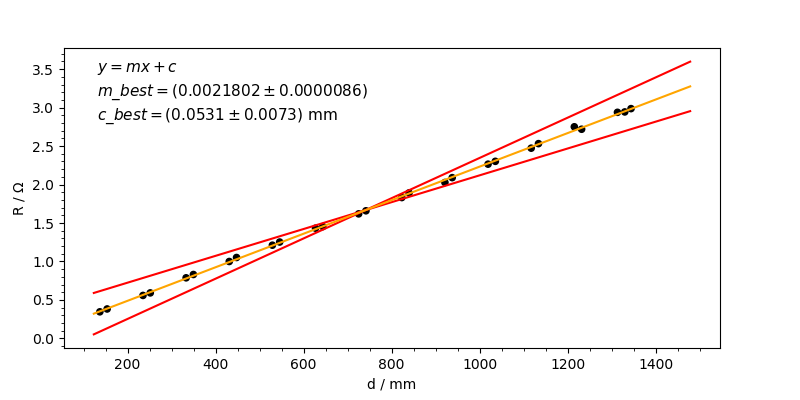 y = mx + c
m_best = (0.0021802 ± 0.0000086)
c_best = (0.0531 ± 0.0073) mm
3.5
3.0
2.5
2.0
1.5
1.0
0.5
0.0
R / Ω
200 400 600 800 1000 1200 1400
d / mm